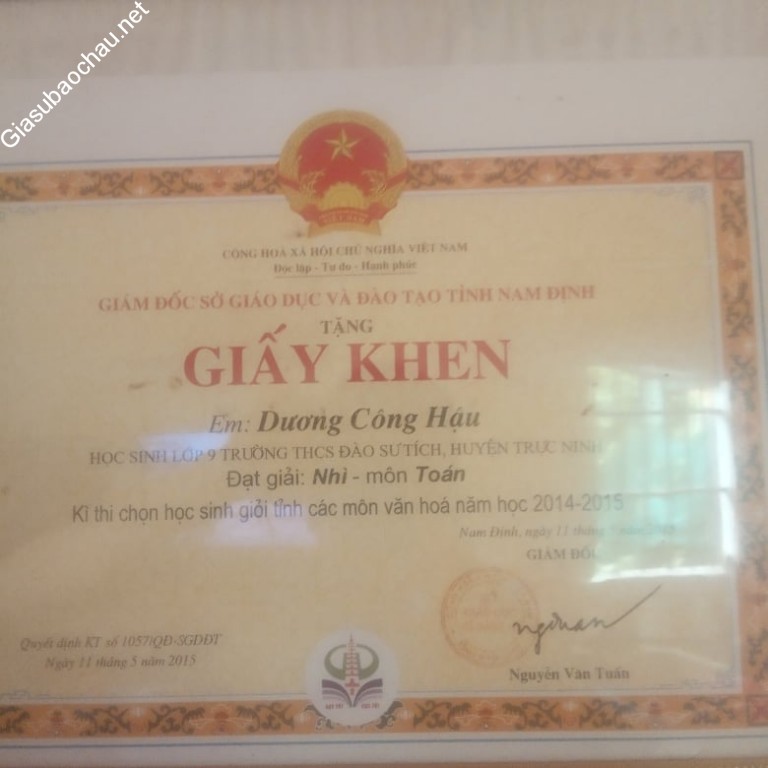 Giasubaochau.net
CỘNG HOÀ XÃ HỘI CHỦ NGHĨA VIỆT NAM
Độc lập - Tự do - Hạnh phúc
GIÁM ĐỐC SỞ GIÁO DỤC VÀ ĐÀO TẠO TỈNH NAM ĐỊNH
TẶNG
GIẤY KHEN
Em: Dương Công Hậu
HỌC SINH LỚP 9 TRƯỜNG THCS ĐÀO SƯ TÍCH, HUYỆN TRỰC NINH
Đạt giải: Nhì - môn Toán
Kì thi chọn học sinh giỏi tỉnh các môn văn hoá năm học 2014-2015
Nam Định, ngày 11 tháng
GIÁM ĐỐC
Nguyễn Văn Tuấn
Quyết định KT số 1057/QĐ-SGDĐT
Ngày 11 tháng 5 năm 2015